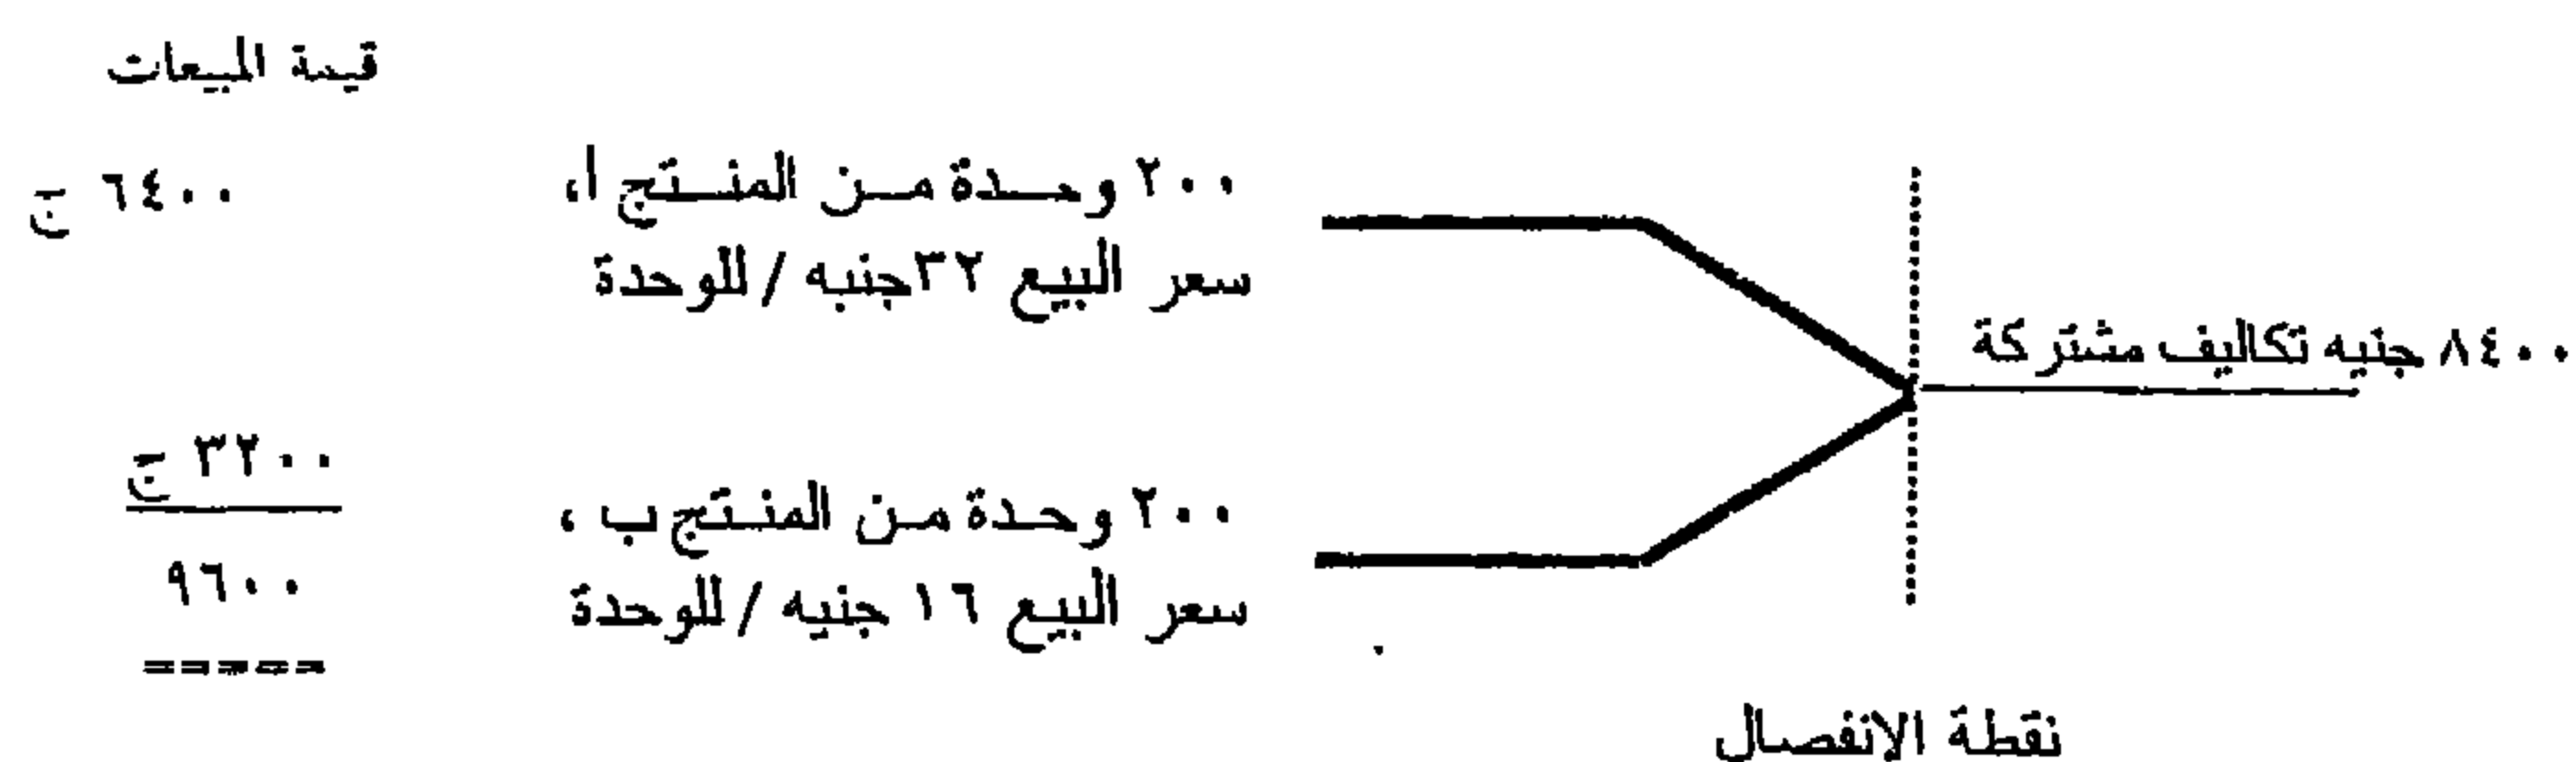 قيمة المبيعات
٢٠٠ وحدة من المنتج ا،
سعر البيع ٣٢جنيه / للوحدة
٦٤٠٠ ج
٨٤٠٠ جنيه تكاليف مشتركة
٢٠٠ وحدة من المنتج ب ،
سعر البيع ١٦ جنيه / للوحدة
٣٢٠٠ ج
٩٦٠٠
=====
نقطة الانفصال